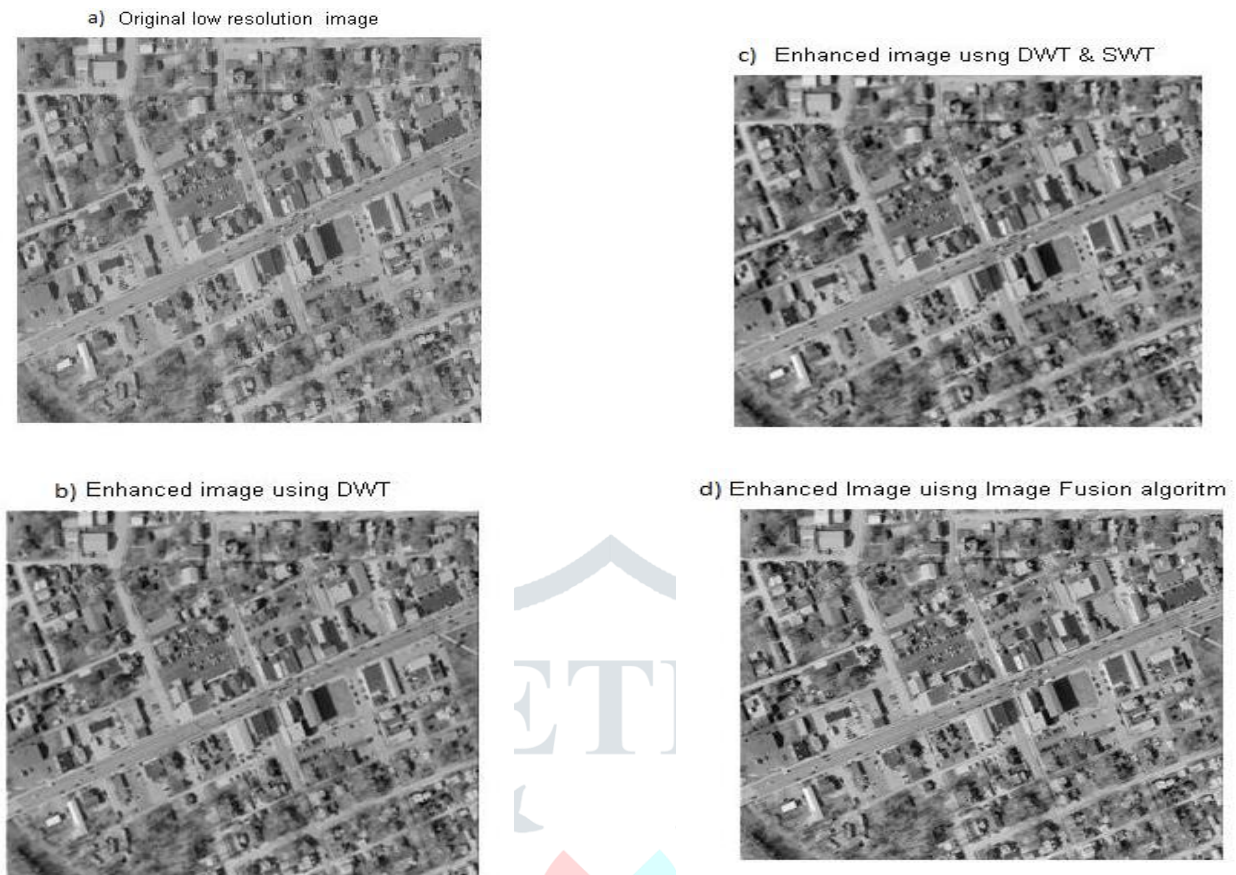 a) Original low resolution image
c) Enhanced image usng DWT & SWT
b) Enhanced image using DWT
d) Enhanced Image uisng Image Fusion algoritm
ETI